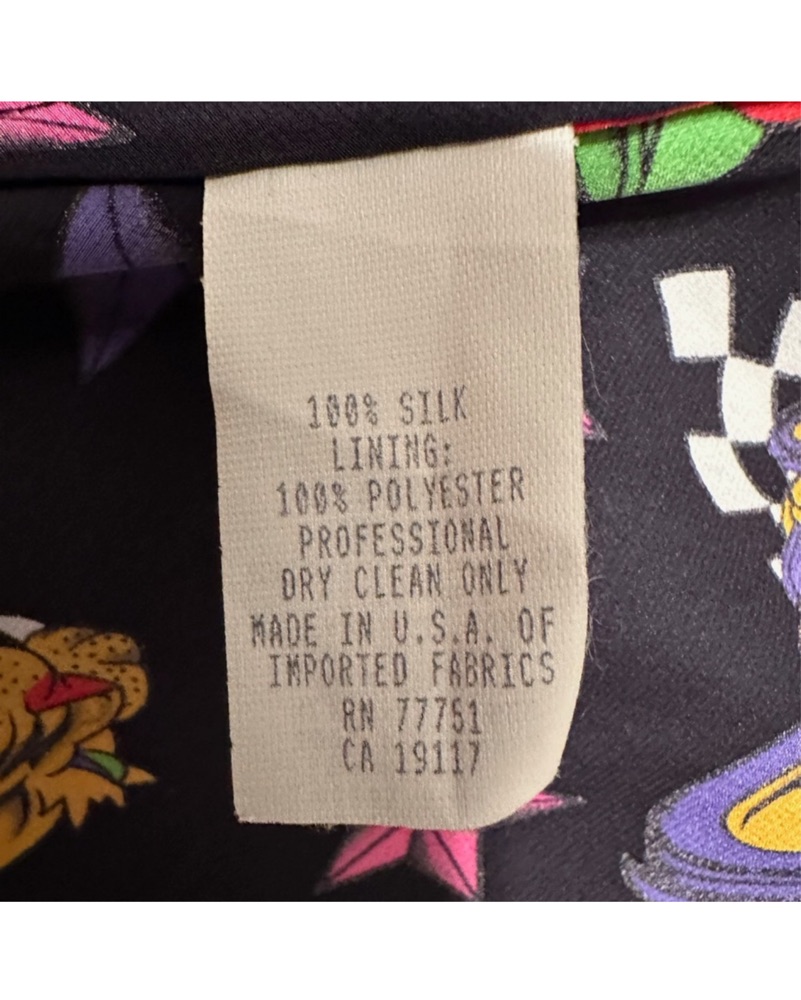 100% SILK
LINING:
100% POLYESTER
PROFESSIONAL
DRY CLEAN ONLY
MADE IN U.S.A. OF
IMPORTED FABRICS
RN 77751
CA 19117